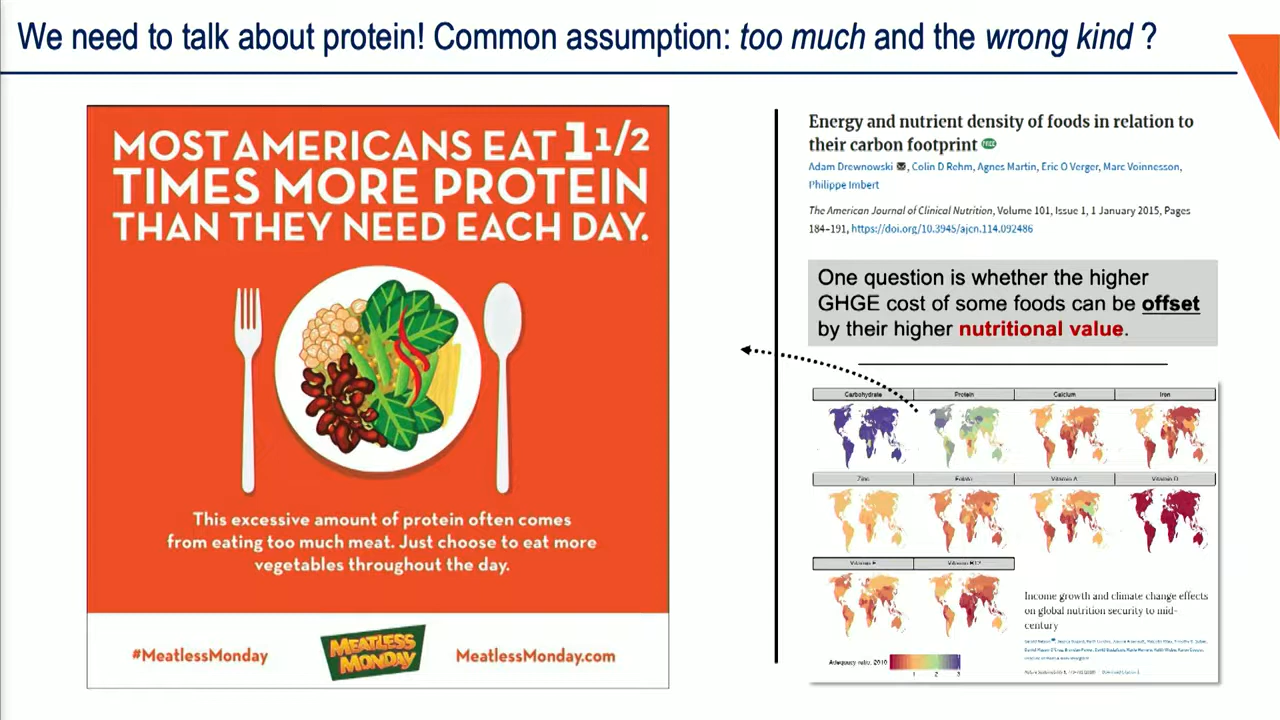 We need to talk about protein! Common assumption: too much and the wrong kind ?
MOST AMERICANS EAT 1 1/2
TIMES MORE PROTEIN
THAN THEY NEED EACH DAY.
This excessive amount of protein often comes
from eating too much meat. Just choose to eat more
vegetables throughout the day.
#MeatlessMonday
MEATLESS
MONDAY
MeatlessMonday.com
Energy and nutrient density of foods in relation to
their carbon footprint FREE
Adam Drewnowski, Colin D Rehm, Agnes Martin, Eric O Verger, Marc Voinnesson,
Philippe Imbert
The American Journal of Clinical Nutrition, Volume 101, Issue 1, 1 January 2015, Pages
184–191, https://doi.org/10.3945/ajcn.114.092486
One question is whether the higher
GHGE cost of some foods can be offset
by their higher nutritional value.
Carbohydrate
Protein
Calcium
Iron
Zinc
Folate
Vitamin A
Vitamin D
Vitamin E
Vitamin B12
Income growth and climate change effects
on global nutrition security to mid-
century
Adequacy ratio, 2010
1 2 3